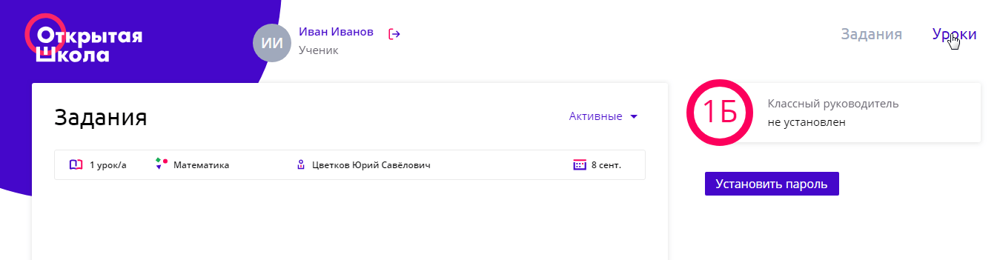 Открытая
Школа
ИИ
Иван Иванов
Ученик
Задания
Уроки
Задания
Активные
1 урок/а
Математика
Цветков Юрий Савёлович
8 сент.
1Б
Классный руководитель
не установлен
Установить пароль